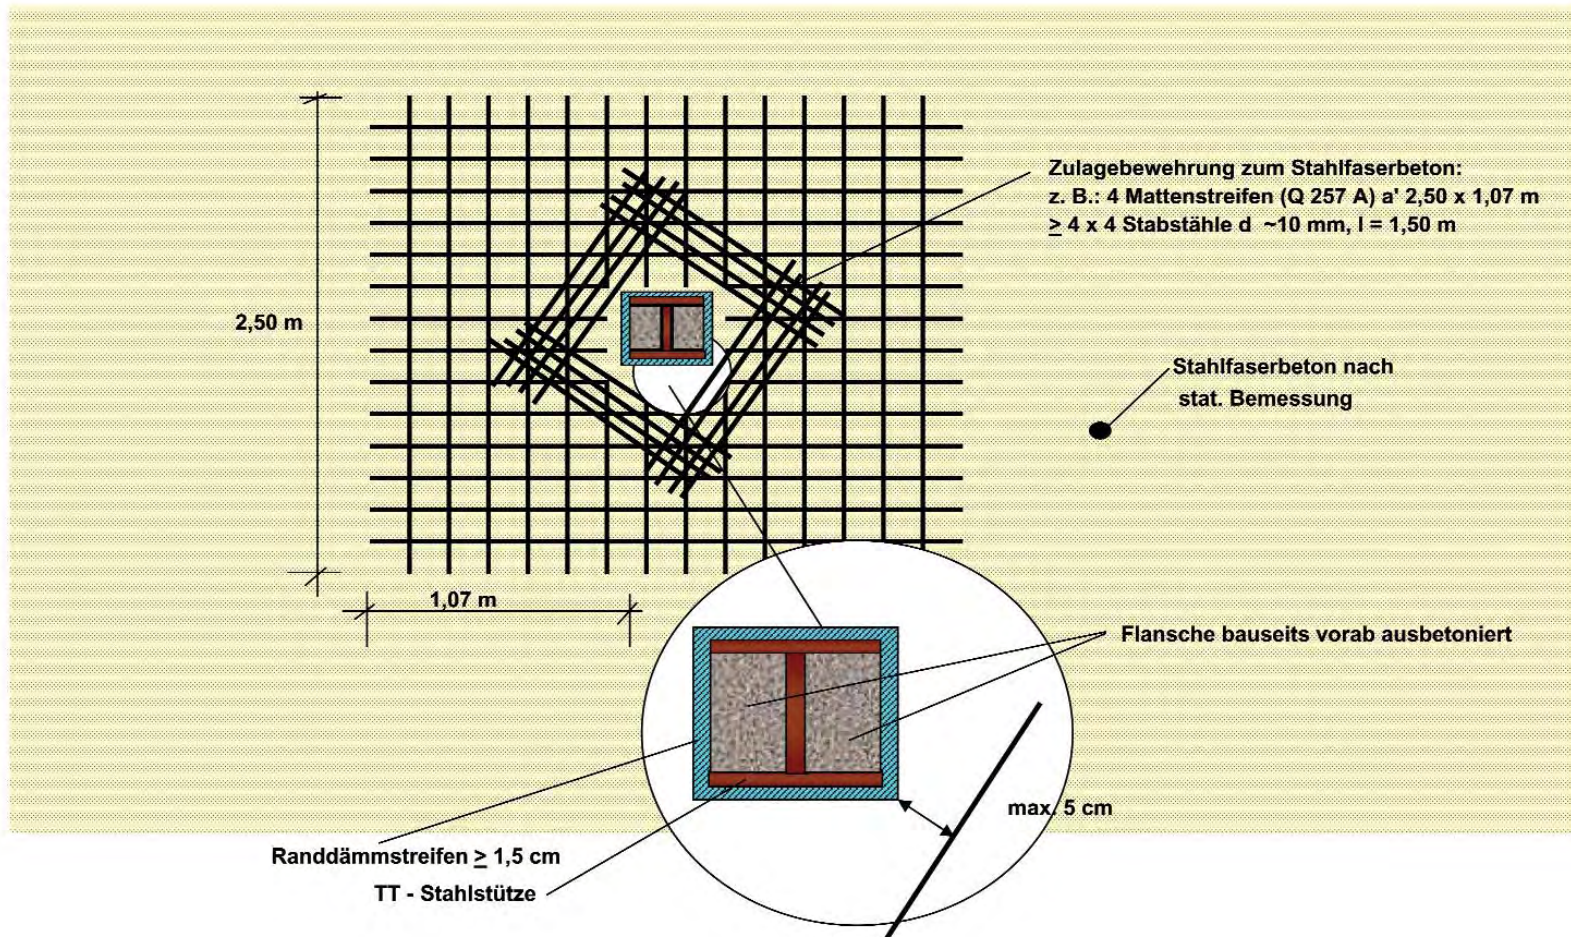 Zulagebewehrung zum Stahlfaserbeton:
z. B.: 4 Mattenstreifen (Q 257 A) a' 2,50 x 1,07 m
≥ 4 x 4 Stabstähle d ~10 mm, l = 1,50 m
2,50 m
Stahlfaserbeton nach
stat. Bemessung
1,07 m
Flansche bauseits vorab ausbetoniert
max. 5 cm
Randdämmstreifen ≥ 1,5 cm
TT - Stahlstütze